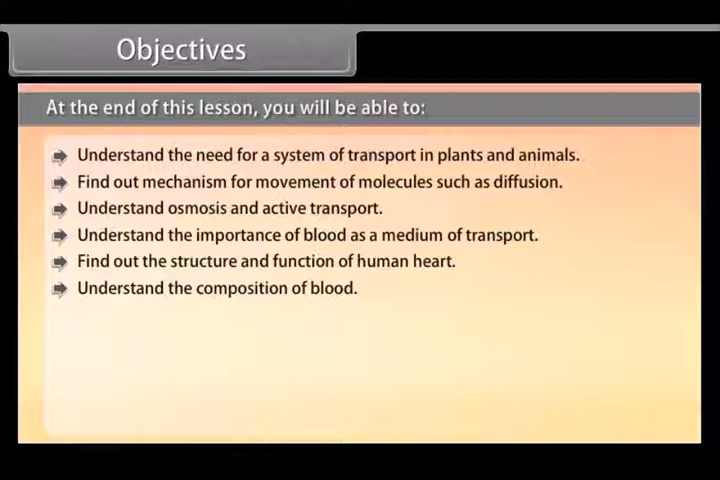 Objectives
At the end of this lesson, you will be able to:
Understand the need for a system of transport in plants and animals.
Find out mechanism for movement of molecules such as diffusion.
Understand osmosis and active transport.
Understand the importance of blood as a medium of transport.
Find out the structure and function of human heart.
Understand the composition of blood.